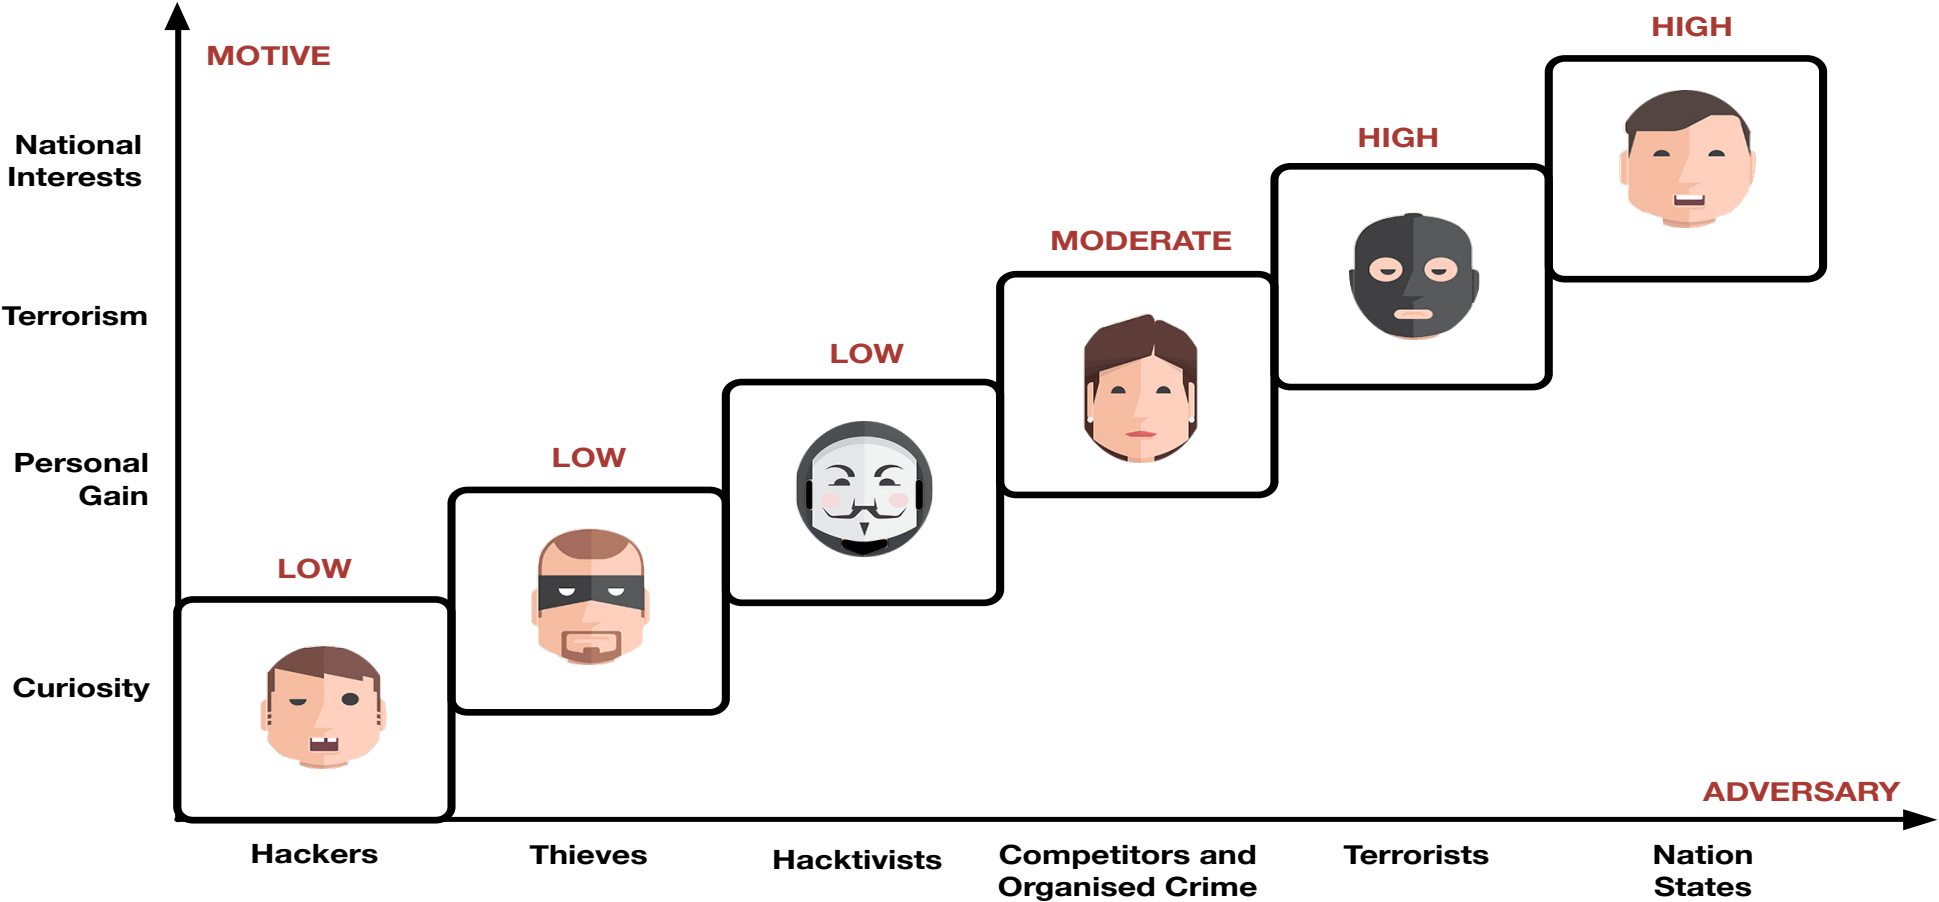 HIGH
MOTIVE
HIGH
National
Interests
MODERATE
Terrorism
LOW
LOW
Personal
Gain
LOW
Curiosity
ADVERSARY
Hackers
Thieves
Hacktivists
Competitors and
Organised Crime
Terrorists
Nation
States